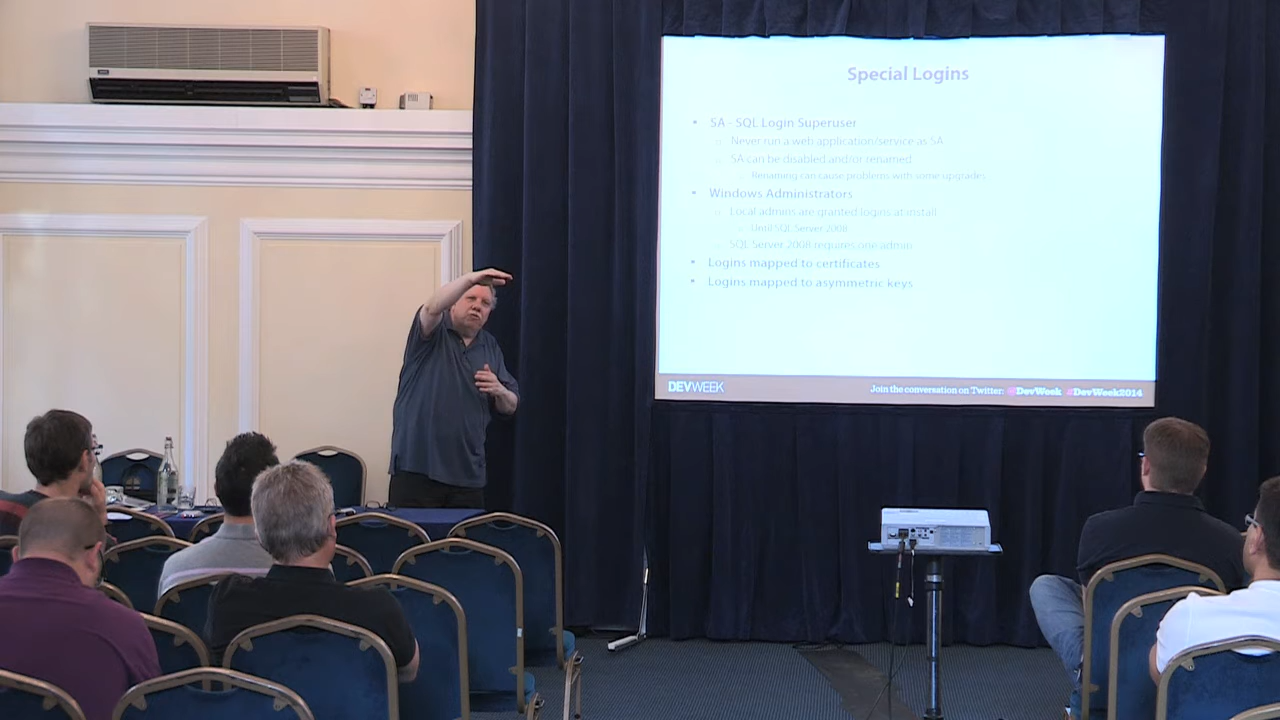 Special Logins
SA - SQL Login Superuser
Never run a web application/service as SA
SA can be disabled and/or renamed
Renaming can cause problems with some upgrades
Windows Administrators
Local admins are granted logins at install
Until SQL Server 2008
SQL Server 2008 requires one admin
Logins mapped to certificates
Logins mapped to asymmetric keys
DEVWEEK
Join the conversation on Twitter: @DevWeek #DevWeek2014